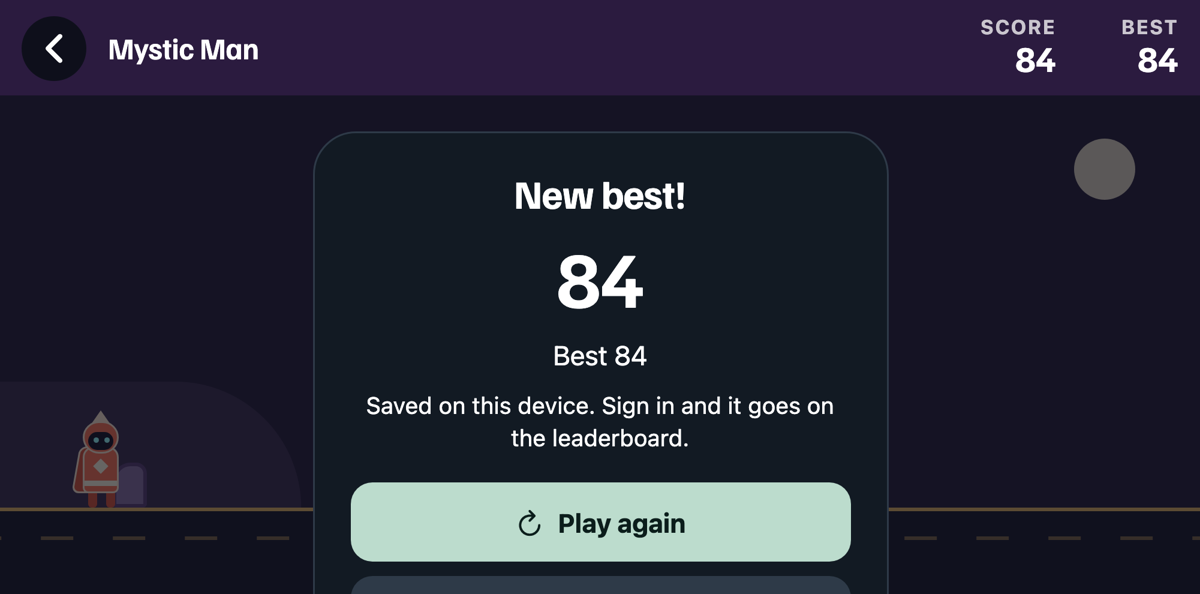 Mystic Man
SCORE
84
BEST
84
New best!
84
Best 84
Saved on this device. Sign in and it goes on
the leaderboard.
Play again